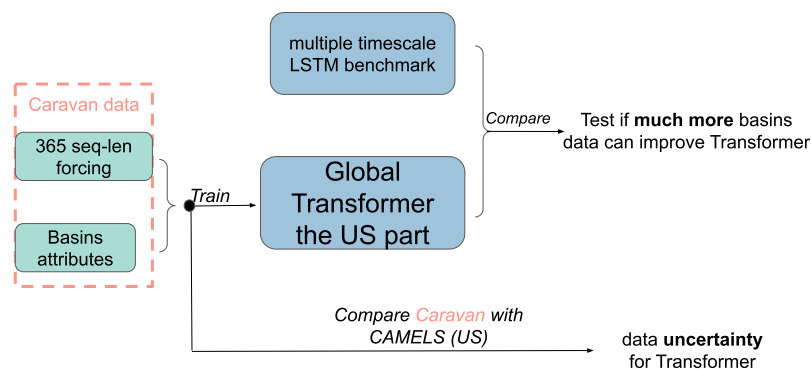 multiple timescale
LSTM benchmark
Caravan data
365 seq-len
forcing
Basins
attributes
Train
Global
Transformer
the US part
Compare
Test if much more basins
data can improve Transformer
Compare Caravan with
CAMELS (US)
data uncertainty
for Transformer